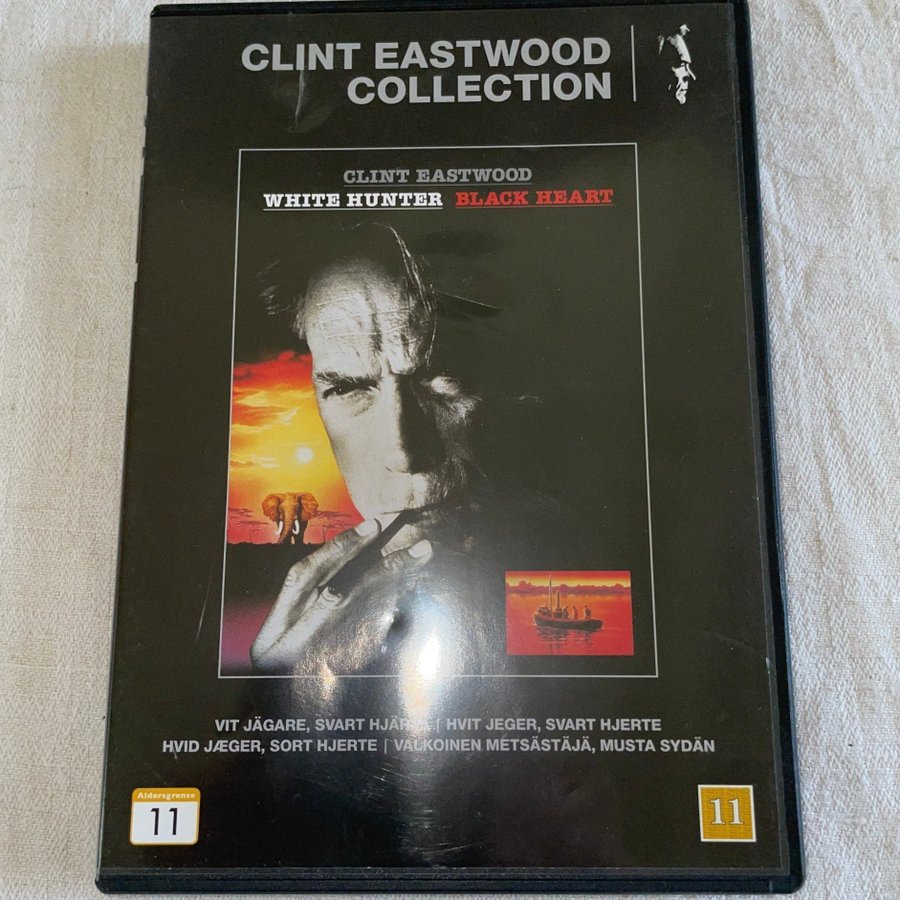 CLINT EASTWOOD
COLLECTION
CLINT EASTWOOD
WHITE HUNTER BLACK HEART
VIT JÄGARE, SVART | HVIT JEGER, SVART HJERTE
HVID JÆGER, SORT HJERTE | VALKOINEN METSÄSTÄJÄ, MUSTA SYDÄN
Aldersgrense
11
11